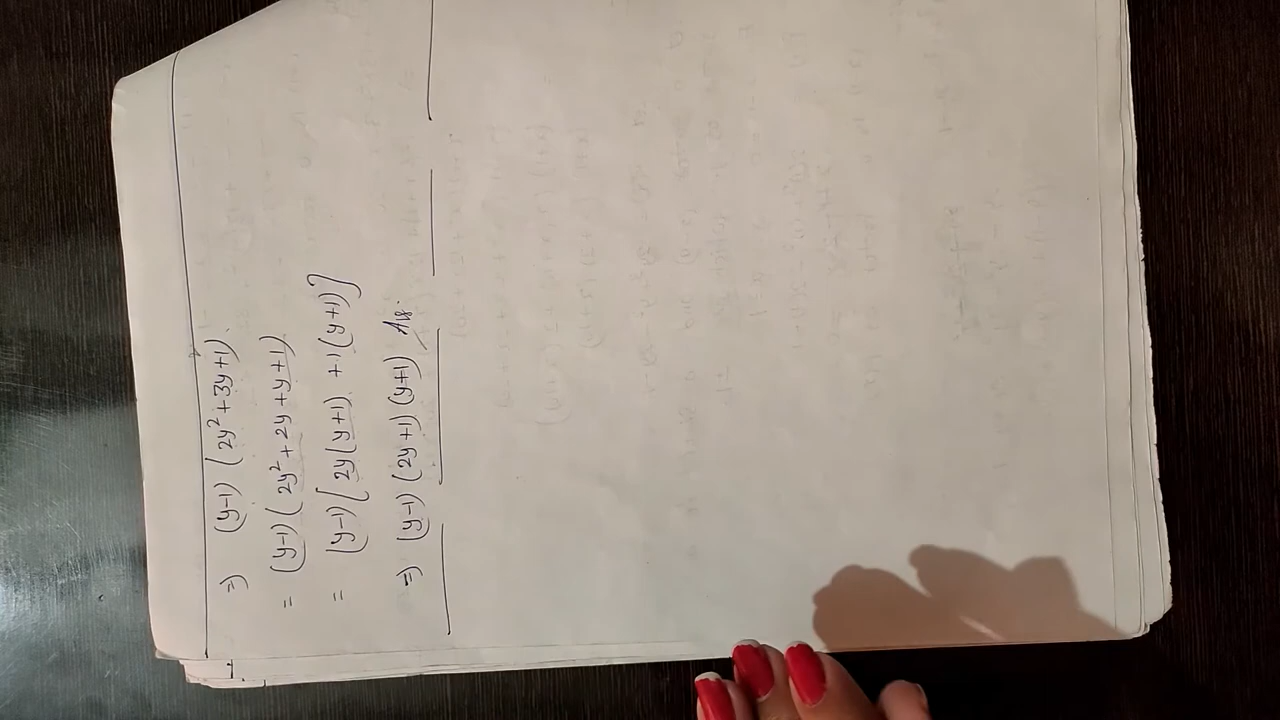 =) (y-1) (2y²+3y+1).
= (y-1) (2y²+2y+y+1)
= (y-1) [2y(y+1) +1(y+1)]
=) (y-1) (2y+1) (y+1) Ans.